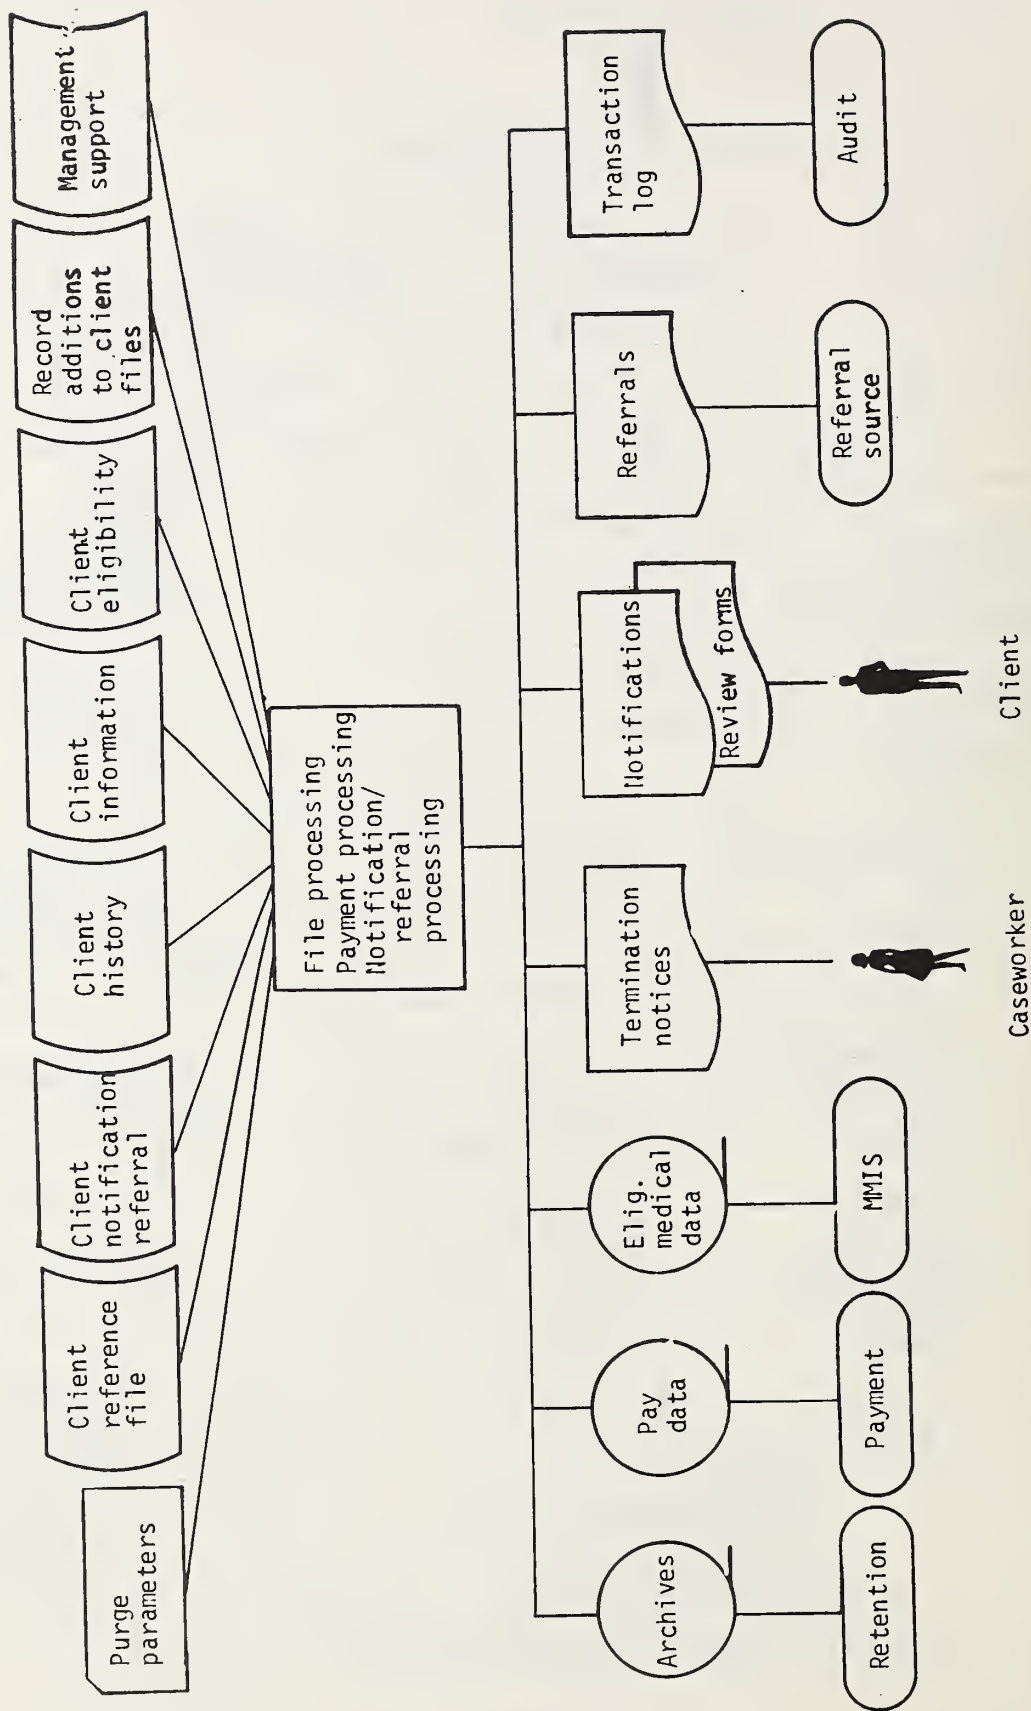 Purge
parameters
Client
reference
file
Client
notification
referral
Client
history
Client
information
Client
eligibility
Record
additions
to client
files
Management
support
File processing
Payment processing
Notification/
referral
processing
Archives
Pay
data
Elig.
medical
data
Termination
notices
Notifications
Review forms
Referrals
Transaction
log
Retention
Payment
MMIS
Caseworker
Client
Referral
source
Audit